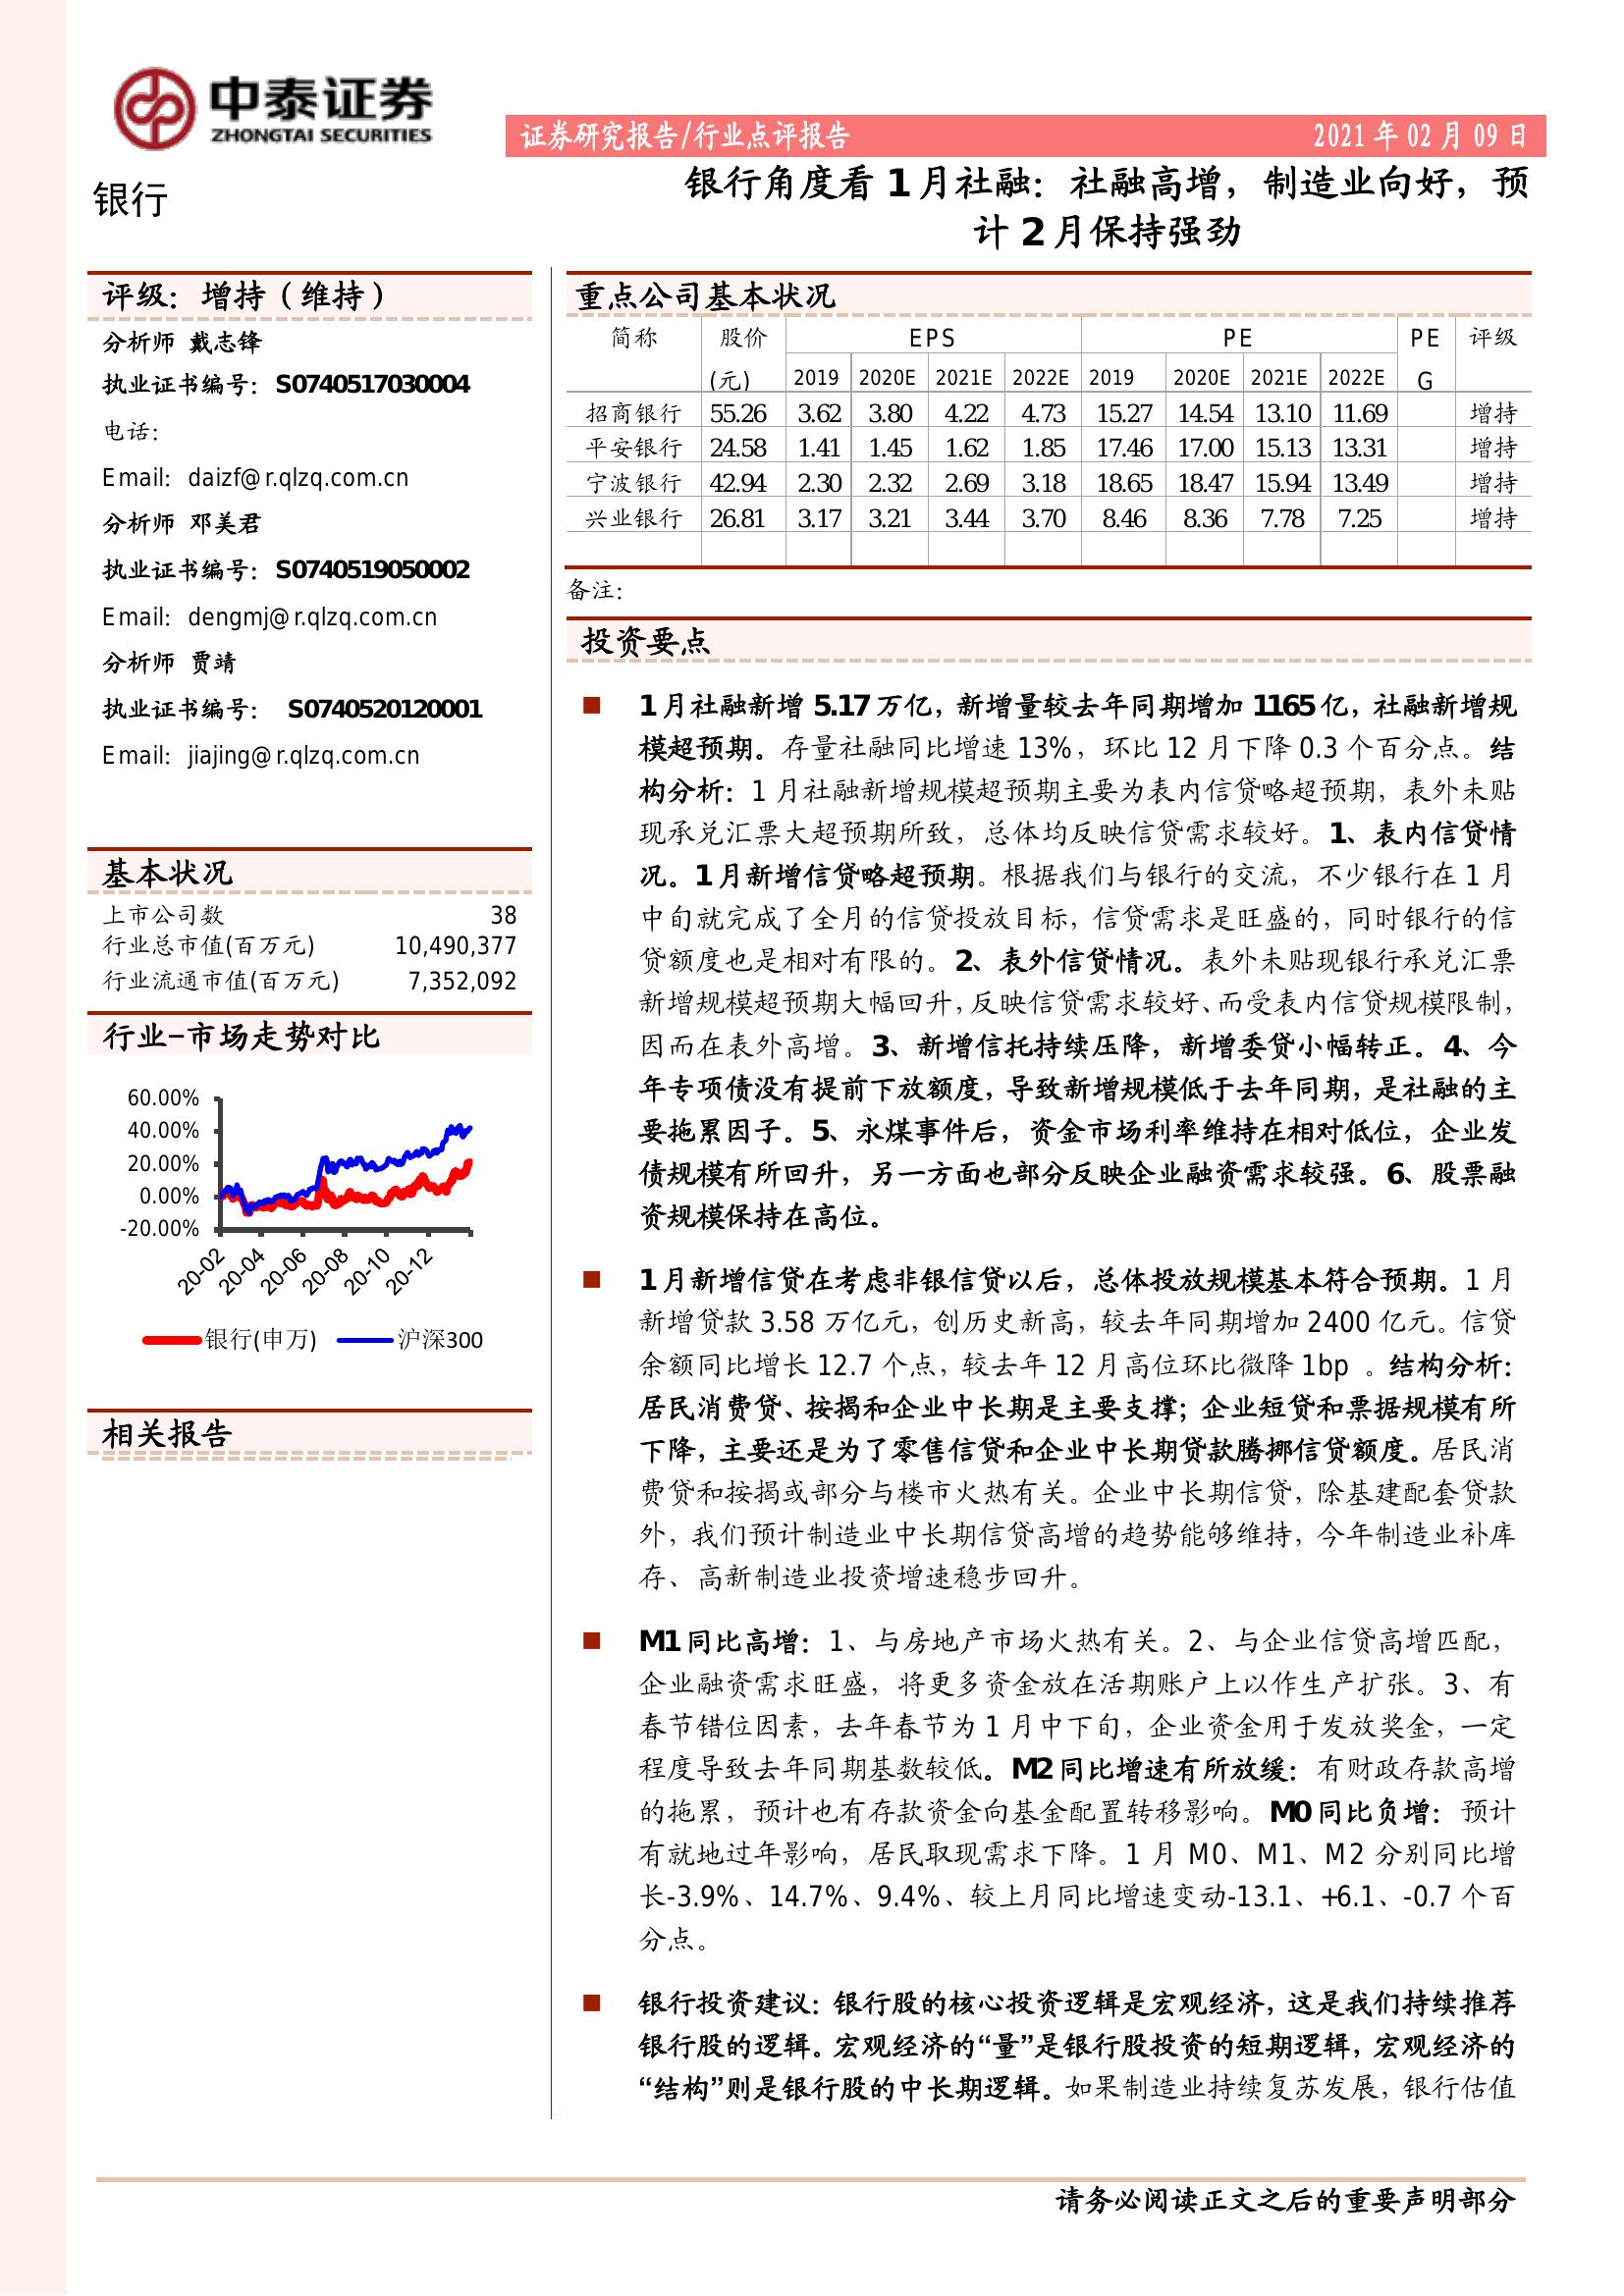 中泰证券
ZHONGTAI SECURITIES
证券研究报告/行业点评报告 2021 年 02 月 09 日
银行
银行角度看 1 月社融：社融高增，制造业向好，预
计 2 月保持强劲
评级：增持（维持）
分析师 戴志锋
执业证书编号：S0740517030004
电话：
Email：daizf@r.qlzq.com.cn
分析师 邓美君
执业证书编号：S0740519050002
Email：dengmj@r.qlzq.com.cn
分析师 贾靖
执业证书编号： S0740520120001
Email：jiajing@r.qlzq.com.cn
基本状况
上市公司数 38
行业总市值(百万元) 10,490,377
行业流通市值(百万元) 7,352,092
行业-市场走势对比
60.00%
40.00%
20.00%
0.00%
-20.00%
20-02 20-04 20-06 20-08 20-10 20-12
银行(申万) 沪深300
相关报告
重点公司基本状况
简称 股价 EPS PE PE 评级
(元) 2019 2020E 2021E 2022E 2019 2020E 2021E 2022E G
招商银行 55.26 3.62 3.80 4.22 4.73 15.27 14.54 13.10 11.69 增持
平安银行 24.58 1.41 1.45 1.62 1.85 17.46 17.00 15.13 13.31 增持
宁波银行 42.94 2.30 2.32 2.69 3.18 18.65 18.47 15.94 13.49 增持
兴业银行 26.81 3.17 3.21 3.44 3.70 8.46 8.36 7.78 7.25 增持
备注：
投资要点
■ 1 月社融新增 5.17 万亿，新增量较去年同期增加 1165 亿，社融新增规
模超预期。存量社融同比增速 13%，环比 12 月下降 0.3 个百分点。结
构分析：1 月社融新增规模超预期主要为表内信贷略超预期，表外未贴
现承兑汇票大超预期所致，总体均反映信贷需求较好。1、表内信贷情
况。1 月新增信贷略超预期。根据我们与银行的交流，不少银行在 1 月
中旬就完成了全月的信贷投放目标，信贷需求是旺盛的，同时银行的信
贷额度也是相对有限的。2、表外信贷情况。表外未贴现银行承兑汇票
新增规模超预期大幅回升，反映信贷需求较好、而受表内信贷规模限制，
因而在表外高增。3、新增信托持续压降，新增委贷小幅转正。4、今
年专项债没有提前下放额度，导致新增规模低于去年同期，是社融的主
要拖累因子。5、永煤事件后，资金市场利率维持在相对低位，企业发
债规模有所回升，另一方面也部分反映企业融资需求较强。6、股票融
资规模保持在高位。
■ 1 月新增信贷在考虑非银信贷以后，总体投放规模基本符合预期。1 月
新增贷款 3.58 万亿元，创历史新高，较去年同期增加 2400 亿元。信贷
余额同比增长 12.7 个点，较去年 12 月高位环比微降 1bp 。结构分析：
居民消费贷、按揭和企业中长期是主要支撑；企业短贷和票据规模有所
下降，主要还是为了零售信贷和企业中长期贷款腾挪信贷额度。居民消
费贷和按揭或部分与楼市火热有关。企业中长期信贷，除基建配套贷款
外，我们预计制造业中长期信贷高增的趋势能够维持，今年制造业补库
存、高新制造业投资增速稳步回升。
■ M1 同比高增：1、与房地产市场火热有关。2、与企业信贷高增匹配，
企业融资需求旺盛，将更多资金放在活期账户上以作生产扩张。3、有
春节错位因素，去年春节为 1 月中下旬，企业资金用于发放奖金，一定
程度导致去年同期基数较低。M2 同比增速有所放缓：有财政存款高增
的拖累，预计也有存款资金向基金配置转移影响。M0 同比负增：预计
有就地过年影响，居民取现需求下降。1 月 M0、M1、M2 分别同比增
长-3.9%、14.7%、9.4%、较上月同比增速变动-13.1、+6.1、-0.7 个百
分点。
■ 银行投资建议：银行股的核心投资逻辑是宏观经济，这是我们持续推荐
银行股的逻辑。宏观经济的“量”是银行股投资的短期逻辑，宏观经济的
“结构”则是银行股的中长期逻辑。如果制造业持续复苏发展，银行估值
请务必阅读正文之后的重要声明部分